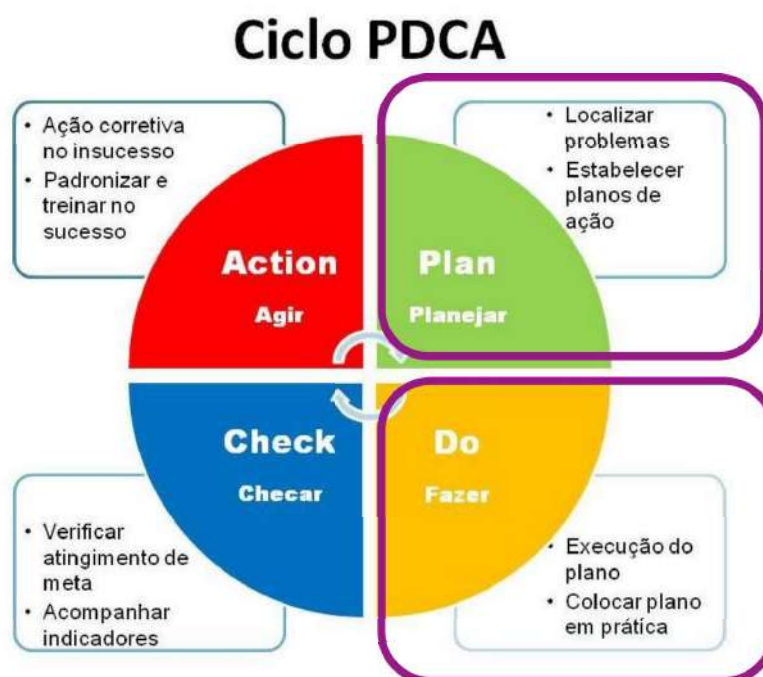 Ciclo PDCA
• Ação corretiva
no insucesso
• Padronizar e
treinar no
sucesso
Action
Agir
Plan
Planejar
• Localizar
problemas
• Estabelecer
planos de
ação
Check
Checar
Do
Fazer
• Verificar
atingimento de
meta
• Acompanhar
indicadores
• Execução do
plano
• Colocar plano
em prática